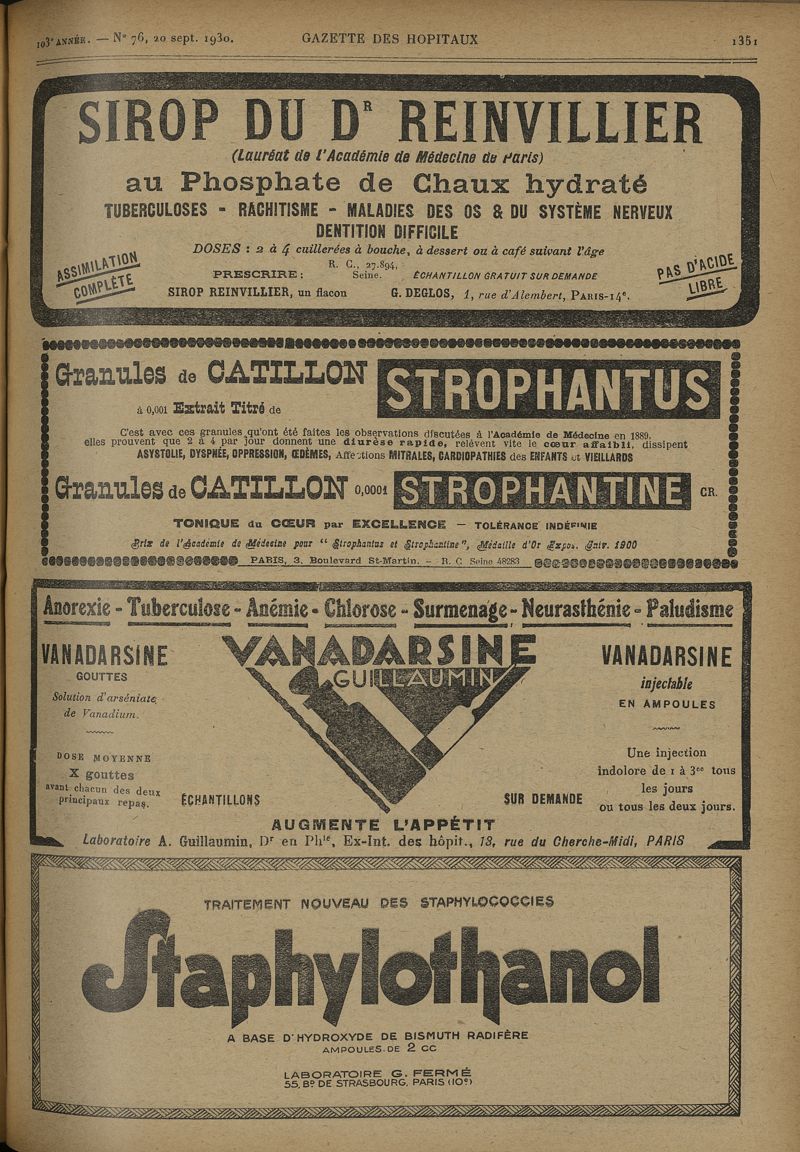 103e ANNÉE. — N° 76, 20 sept. 1930. GAZETTE DES HOPITAUX 1351
SIROP DU DR REINVILLIER
(Lauréat de l'Académie de Médecine de Paris)
au Phosphate de Chaux hydraté
TUBERCULOSES - RACHITISME - MALADIES DES OS & DU SYSTÈME NERVEUX
DENTITION DIFFICILE
DOSES : 2 à 4 cuillerées à bouche, à dessert ou à café suivant l'âge
ASSIMILATION COMPLÈTE
PRESCRIRE : R. C., 27.894, Seine. ÉCHANTILLON GRATUIT SUR DEMANDE
PAS D'ACIDE LIBRE
SIROP REINVILLIER, un flacon G. DEGLOS, 1, rue d'Alembert, PARIS-14e.
Granules de CATILLON STROPHANTUS
à 0,001 Extrait Titré de
C'est avec ces granules qu'ont été faites les observations discutées à l'Académie de Médecine en 1889.
elles prouvent que 2 à 4 par jour donnent une diurèse rapide, relèvent vite le cœur affaibli, dissipent
ASYSTOLIE, DYSPNÉE, OPPRESSION, ŒDÈMES, Affections MITRALES, CARDIOPATHIES des ENFANTS et VIEILLARDS
Granules de CATILLON 0,0001 STROPHANTINE CR.
TONIQUE du CŒUR par EXCELLENCE — TOLÉRANCE INDÉFINIE
Prix de l'Académie de Médecine pour " Strophantus et Strophantine ", Médaille d'Or Expos. Univ. 1900
PARIS, 3, Boulevard St-Martin. — R. C. Seine 48283
Anorexie - Tuberculose - Anémie - Chlorose - Surmenage - Neurasthénie - Paludisme
VANADARSINE
GUILLAUMIN
VANADARSINE
GOUTTES
Solution d'arséniate
de Vanadium.
DOSE MOYENNE
X gouttes
avant chacun des deux
principaux repas.
ÉCHANTILLONS
VANADARSINE
injectable
EN AMPOULES
Une injection
indolore de 1 à 3cc tous
les jours
ou tous les deux jours.
SUR DEMANDE
AUGMENTE L'APPÉTIT
Laboratoire A. Guillaumin, Dr en Phie, Ex-Int. des hôpit., 13, rue du Cherche-Midi, PARIS
TRAITEMENT NOUVEAU DES STAPHYLOCOCCIES
Staphylothanol
A BASE D'HYDROXYDE DE BISMUTH RADIFÈRE
AMPOULES DE 2 CC
LABORATOIRE G. FERMÉ
55, BD DE STRASBOURG, PARIS (10e)